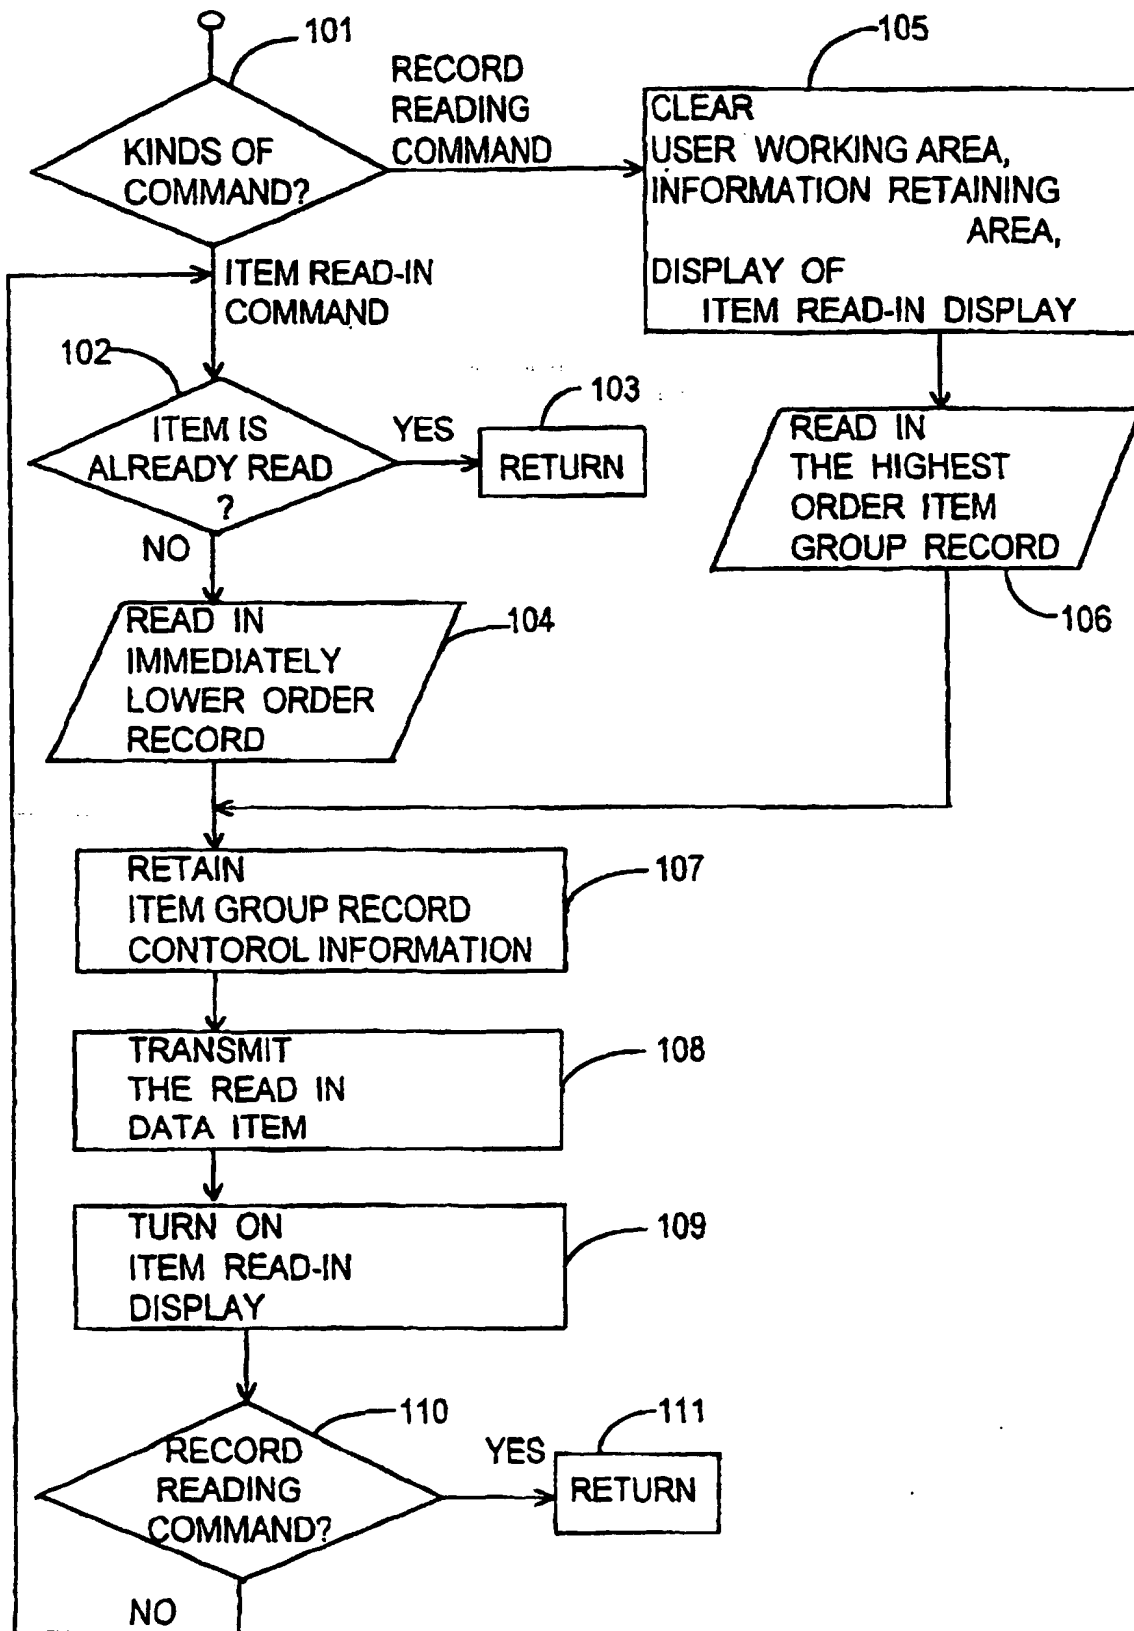 101
KINDS OF
COMMAND?
RECORD
READING
COMMAND
105
CLEAR
USER WORKING AREA,
INFORMATION RETAINING
AREA,
DISPLAY OF
ITEM READ-IN DISPLAY
ITEM READ-IN
COMMAND
102
ITEM IS
ALREADY READ
?
YES
103
RETURN
NO
READ IN
THE HIGHEST
ORDER ITEM
GROUP RECORD
106
READ IN
IMMEDIATELY
LOWER ORDER
RECORD
104
RETAIN
ITEM GROUP RECORD
CONTOROL INFORMATION
107
TRANSMIT
THE READ IN
DATA ITEM
108
TURN ON
ITEM READ-IN
DISPLAY
109
110
RECORD
READING
COMMAND?
YES
111
RETURN
NO